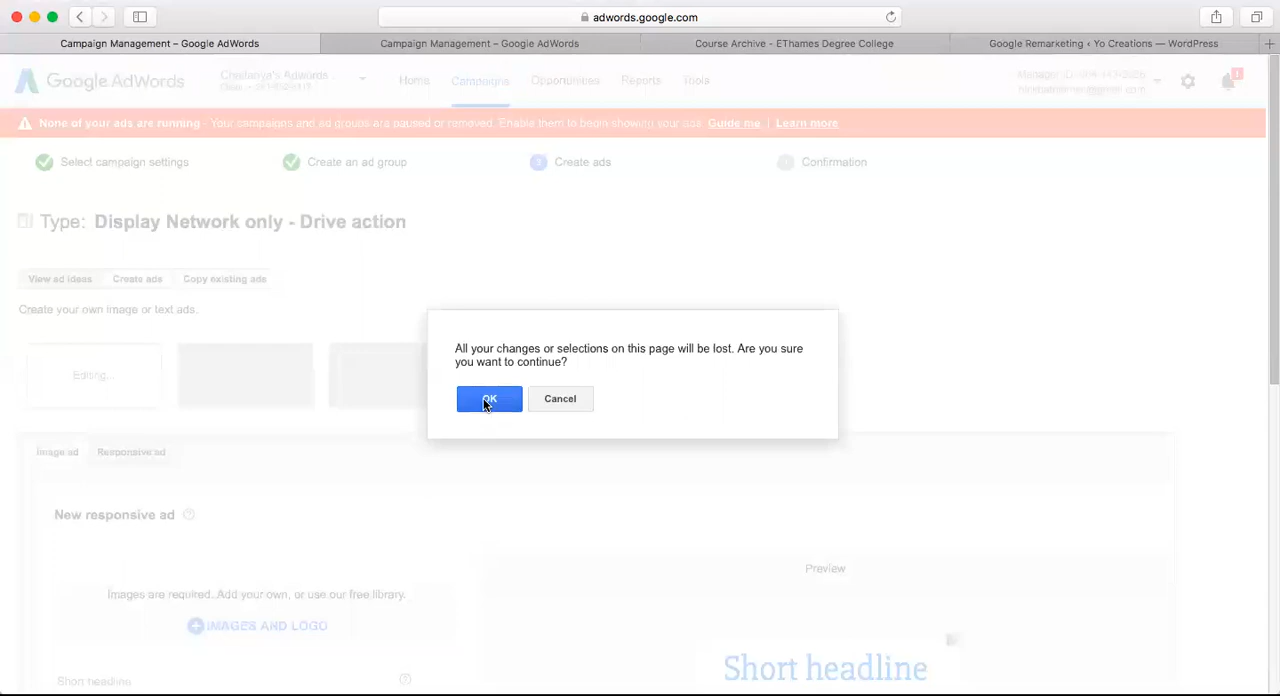 adwords.google.com
Campaign Management – Google AdWords
Campaign Management – Google AdWords
Course Archive - EThames Degree College
Google Remarketing ‹ Yo Creations — WordPress
Google AdWords
Chaitanya's Adwords
Home
Campaigns
Opportunities
Reports
Tools
Manager ID:
1
None of your ads are running - Your campaigns and ad groups are paused or removed. Enable them to begin showing your ads. Guide me | Learn more
Select campaign settings
Create an ad group
3
Create ads
Confirmation
Type: Display Network only - Drive action
View ad ideas
Create ads
Copy existing ads
Create your own image or text ads.
Editing...
All your changes or selections on this page will be lost. Are you sure
you want to continue?
OK
Cancel
Image ad
Responsive ad
New responsive ad
Preview
Images are required. Add your own, or use our free library.
IMAGES AND LOGO
Short headline
Short headline